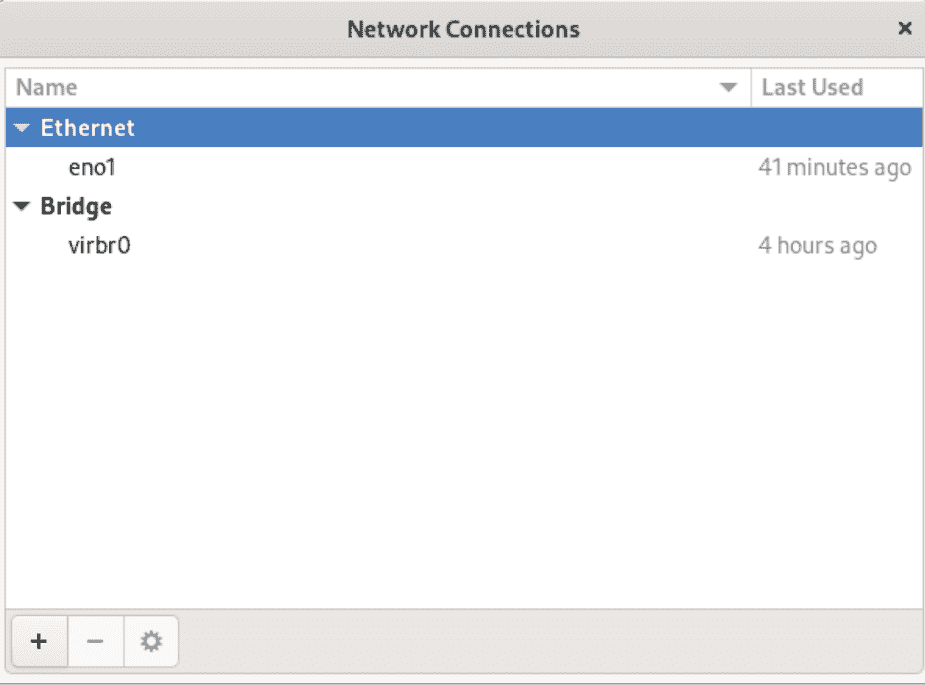 Network Connections ×
Name Last Used
Ethernet
eno1 41 minutes ago
Bridge
virbr0 4 hours ago